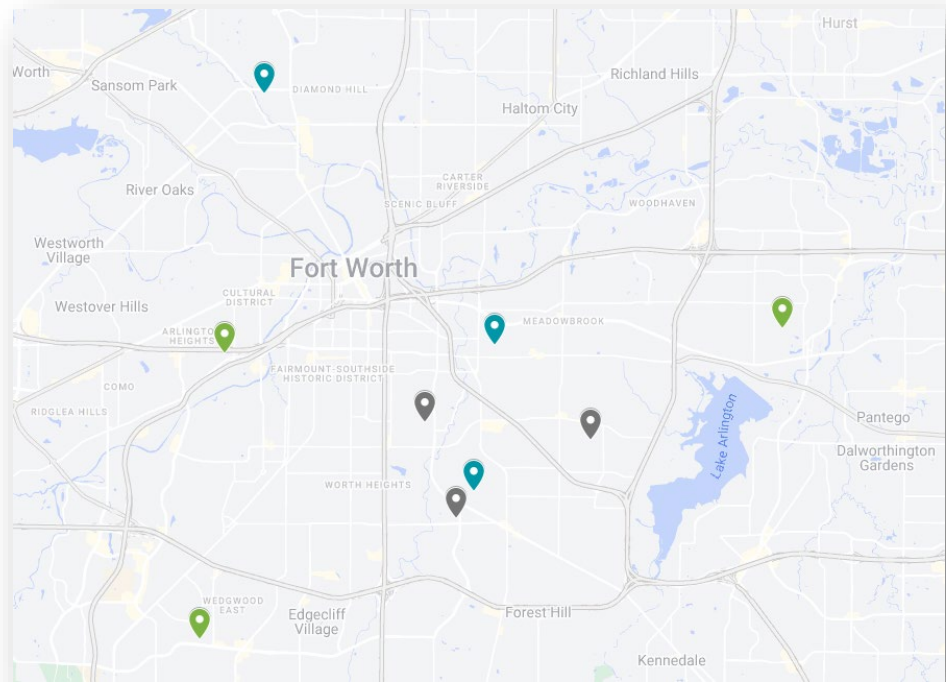 Hurst
Worth
Sansom Park
DIAMOND HILL
Richland Hills
Haltom City
River Oaks
CARTER
RIVERSIDE
SCENIC BLUFF
WOODHAVEN
Westworth
Village
Fort Worth
CULTURAL
DISTRICT
Westover Hills
ARLINGTON
HEIGHTS
MEADOWBROOK
FAIRMOUNT-SOUTHSIDE
HISTORIC DISTRICT
COMO
RIDGLEA HILLS
Lake Arlington
Pantego
Dalworthington
Gardens
WORTH HEIGHTS
WEDGWOOD
EAST
Edgecliff
Village
Forest Hill
Kennedale